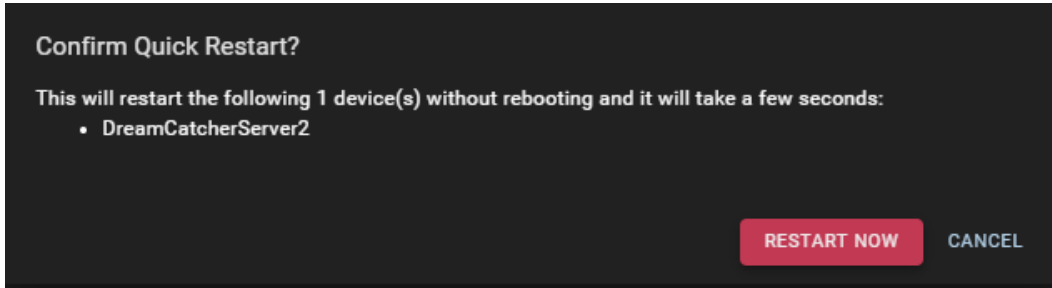 Confirm Quick Restart?
This will restart the following 1 device(s) without rebooting and it will take a few seconds:
• DreamCatcherServer2
RESTART NOW CANCEL